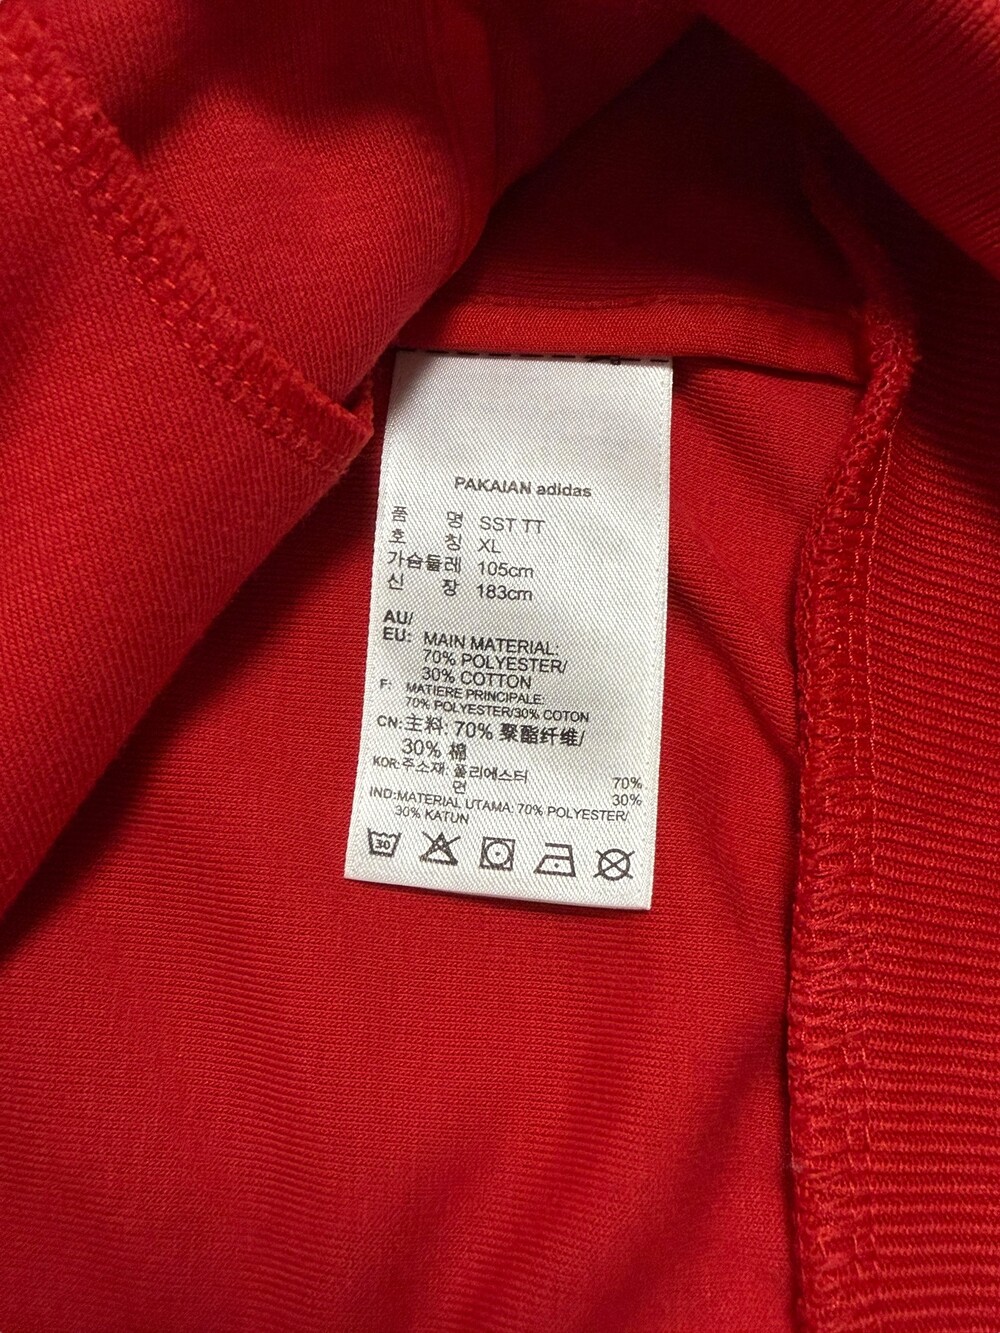 PAKAIAN adidas
품 명 SST TT
호 칭 XL
가슴둘레 105cm
신 장 183cm
AU/
EU: MAIN MATERIAL:
70% POLYESTER/
30% COTTON
F: MATIERE PRINCIPALE:
70% POLYESTER/30% COTON
CN:主料: 70% 聚酯纤维/
30% 棉
KOR:주소재: 폴리에스터 70%
면 30%
IND:MATERIAL UTAMA: 70% POLYESTER/
30% KATUN
30